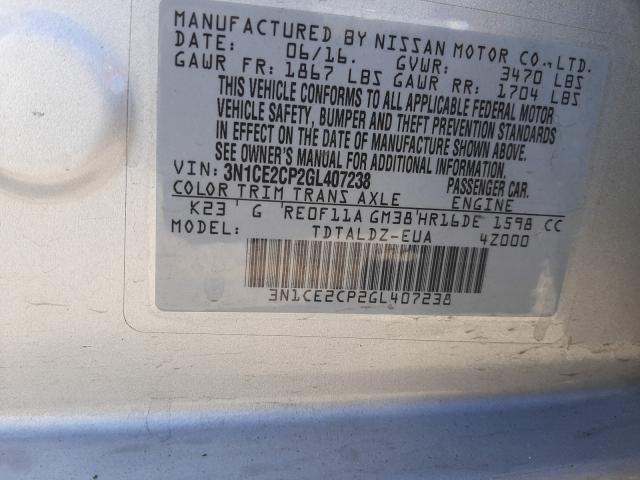 MANUFACTURED BY NISSAN MOTOR CO.,LTD.
06/16. GVWR: 3470 LBS
GAWR FR: 1867 LBS GAWR RR: 1704 LBS
THIS VEHICLE CONFORMS TO ALL APPLICABLE FEDERAL MOTOR
VEHICLE SAFETY, BUMPER AND THEFT PREVENTION STANDARDS
IN EFFECT ON THE DATE OF MANUFACTURE SHOWN ABOVE.
SEE OWNER'S MANUAL FOR ADDITIONAL INFORMATION.
VIN: 3N1CE2CP2GL407238 PASSENGER CAR.
COLOR TRIM TRANS AXLE ENGINE
K23 G RE0F11A GM38 HR16DE 1598 CC
MODEL: TDTALDZ-EUA 4Z000
3N1CE2CP2GL407238